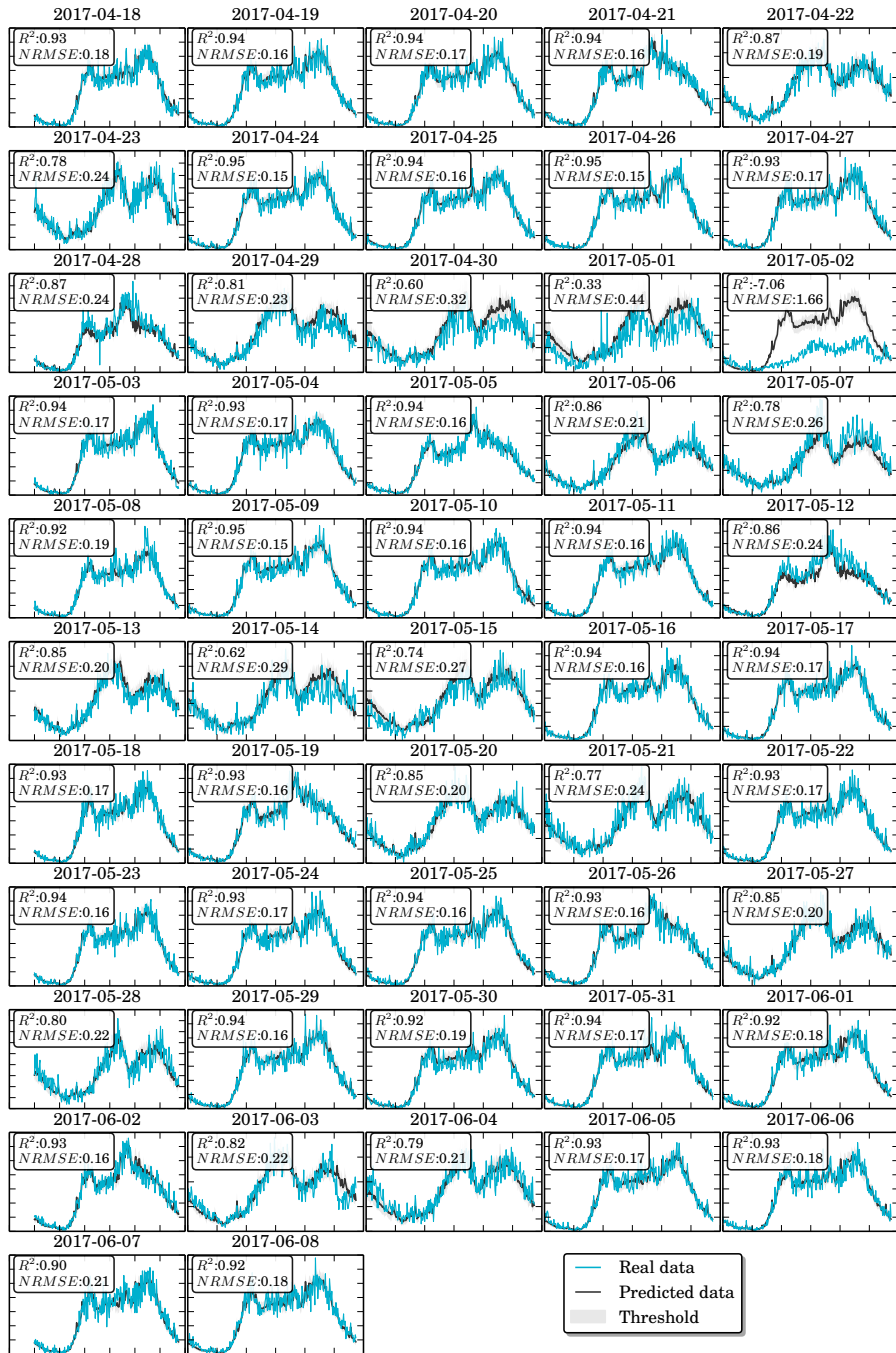 2017-04-18 2017-04-19 2017-04-20 2017-04-21 2017-04-22
R²:0.93 R²:0.94 R²:0.94 R²:0.94 R²:0.87
NRMSE:0.18 NRMSE:0.16 NRMSE:0.17 NRMSE:0.16 NRMSE:0.19
2017-04-23 2017-04-24 2017-04-25 2017-04-26 2017-04-27
R²:0.78 R²:0.95 R²:0.94 R²:0.95 R²:0.93
NRMSE:0.24 NRMSE:0.15 NRMSE:0.16 NRMSE:0.15 NRMSE:0.17
2017-04-28 2017-04-29 2017-04-30 2017-05-01 2017-05-02
R²:0.87 R²:0.81 R²:0.60 R²:0.33 R²:-7.06
NRMSE:0.24 NRMSE:0.23 NRMSE:0.32 NRMSE:0.44 NRMSE:1.66
2017-05-03 2017-05-04 2017-05-05 2017-05-06 2017-05-07
R²:0.94 R²:0.93 R²:0.94 R²:0.86 R²:0.78
NRMSE:0.17 NRMSE:0.17 NRMSE:0.16 NRMSE:0.21 NRMSE:0.26
2017-05-08 2017-05-09 2017-05-10 2017-05-11 2017-05-12
R²:0.92 R²:0.95 R²:0.94 R²:0.94 R²:0.86
NRMSE:0.19 NRMSE:0.15 NRMSE:0.16 NRMSE:0.16 NRMSE:0.24
2017-05-13 2017-05-14 2017-05-15 2017-05-16 2017-05-17
R²:0.85 R²:0.62 R²:0.74 R²:0.94 R²:0.94
NRMSE:0.20 NRMSE:0.29 NRMSE:0.27 NRMSE:0.16 NRMSE:0.17
2017-05-18 2017-05-19 2017-05-20 2017-05-21 2017-05-22
R²:0.93 R²:0.93 R²:0.85 R²:0.77 R²:0.93
NRMSE:0.17 NRMSE:0.16 NRMSE:0.20 NRMSE:0.24 NRMSE:0.17
2017-05-23 2017-05-24 2017-05-25 2017-05-26 2017-05-27
R²:0.94 R²:0.93 R²:0.94 R²:0.93 R²:0.85
NRMSE:0.16 NRMSE:0.17 NRMSE:0.16 NRMSE:0.16 NRMSE:0.20
2017-05-28 2017-05-29 2017-05-30 2017-05-31 2017-06-01
R²:0.80 R²:0.94 R²:0.92 R²:0.94 R²:0.92
NRMSE:0.22 NRMSE:0.16 NRMSE:0.19 NRMSE:0.17 NRMSE:0.18
2017-06-02 2017-06-03 2017-06-04 2017-06-05 2017-06-06
R²:0.93 R²:0.82 R²:0.79 R²:0.93 R²:0.93
NRMSE:0.16 NRMSE:0.22 NRMSE:0.21 NRMSE:0.17 NRMSE:0.18
2017-06-07 2017-06-08
R²:0.90 R²:0.92
NRMSE:0.21 NRMSE:0.18
Real data
Predicted data
Threshold